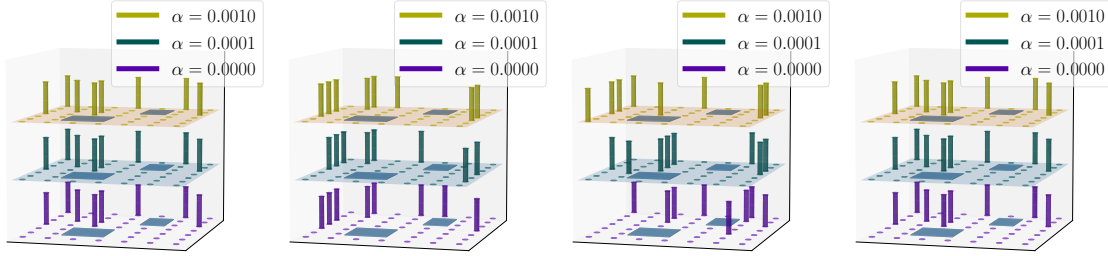 α = 0.0010
α = 0.0001
α = 0.0000
α = 0.0010
α = 0.0001
α = 0.0000
α = 0.0010
α = 0.0001
α = 0.0000
α = 0.0010
α = 0.0001
α = 0.0000